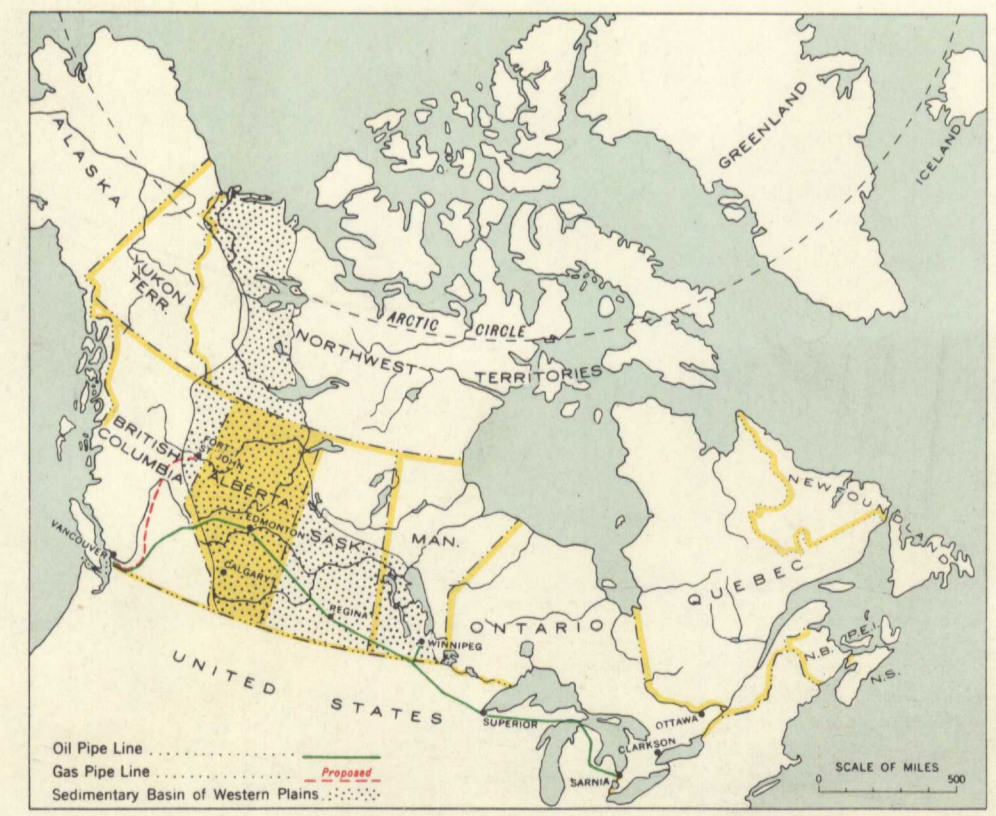 ALASKA
GREENLAND
ICELAND
YUKON
TERR.
ARCTIC CIRCLE
NORTHWEST TERRITORIES
BRITISH
COLUMBIA
FORT
ST. JOHN
ALBERTA
NEWFOUNDLAND
VANCOUVER
EDMONTON
SASK.
MAN.
CALGARY
QUEBEC
REGINA
ONTARIO
WINNIPEG
P.E.I.
N.B.
N.S.
UNITED STATES
SUPERIOR
OTTAWA
CLARKSON
SARNIA
Oil Pipe Line
Gas Pipe Line Proposed
Sedimentary Basin of Western Plains
SCALE OF MILES
0 500